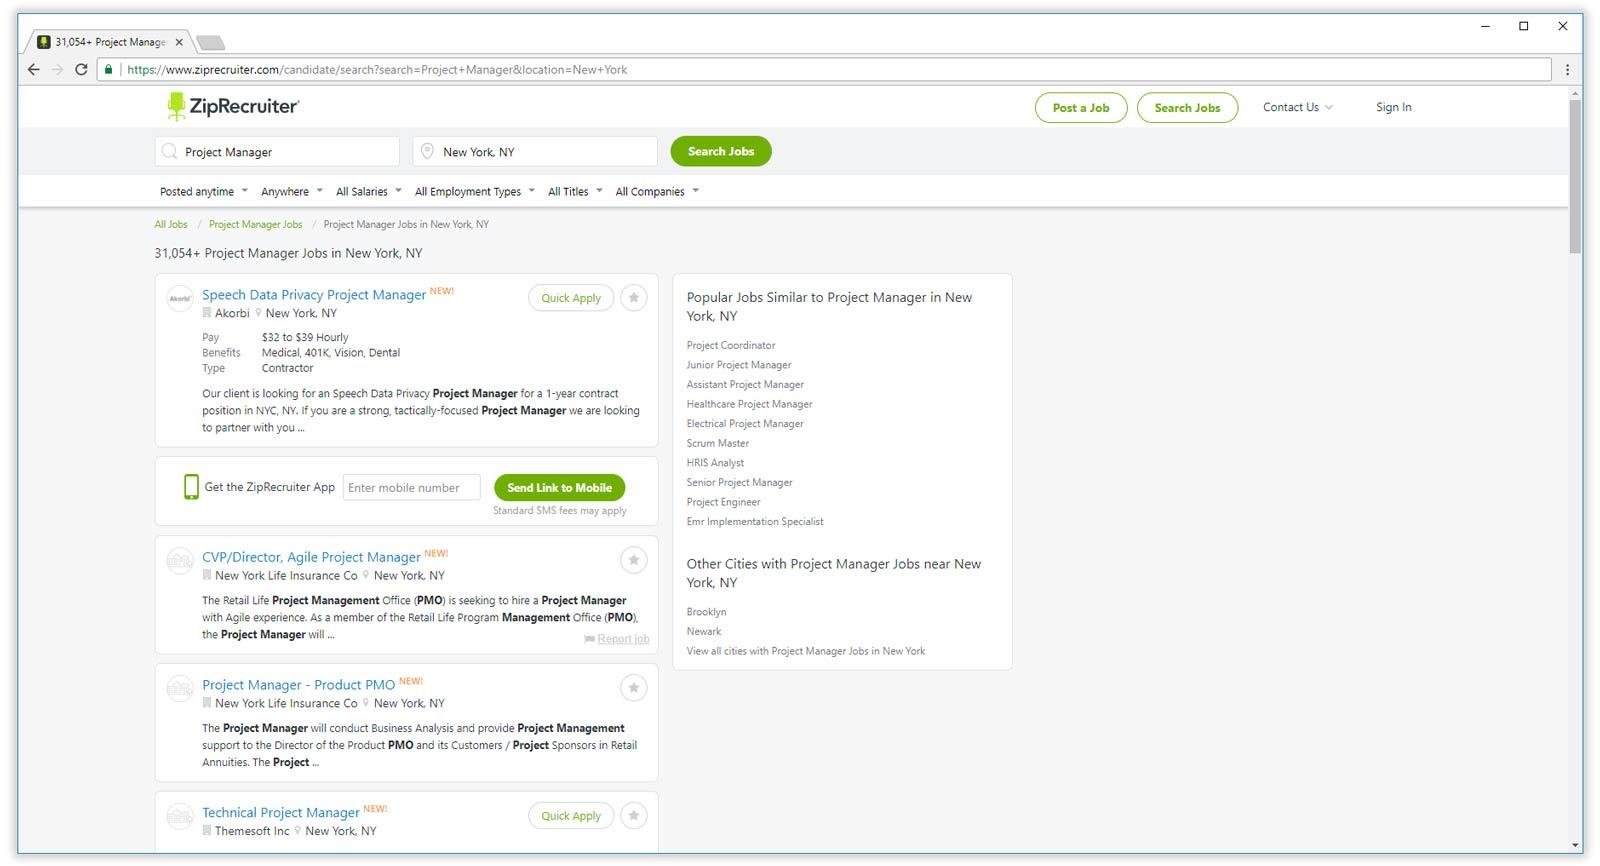 31,054+ Project Manage
https://www.ziprecruiter.com/candidate/search?search=Project+Manager&location=New+York
ZipRecruiter
Post a Job
Search Jobs
Contact Us
Sign In
Project Manager
New York, NY
Search Jobs
Posted anytime
Anywhere
All Salaries
All Employment Types
All Titles
All Companies
All Jobs / Project Manager Jobs / Project Manager Jobs in New York, NY
31,054+ Project Manager Jobs in New York, NY
Akorbi
Speech Data Privacy Project Manager NEW!
Quick Apply
Akorbi New York, NY
Pay $32 to $39 Hourly
Benefits Medical, 401K, Vision, Dental
Type Contractor
Our client is looking for an Speech Data Privacy Project Manager for a 1-year contract
position in NYC, NY. If you are a strong, tactically-focused Project Manager we are looking
to partner with you ...
Get the ZipRecruiter App
Enter mobile number
Send Link to Mobile
Standard SMS fees may apply
CVP/Director, Agile Project Manager NEW!
New York Life Insurance Co New York, NY
The Retail Life Project Management Office (PMO) is seeking to hire a Project Manager
with Agile experience. As a member of the Retail Life Program Management Office (PMO),
the Project Manager will ...
Report job
Project Manager - Product PMO NEW!
New York Life Insurance Co New York, NY
The Project Manager will conduct Business Analysis and provide Project Management
support to the Director of the Product PMO and its Customers / Project Sponsors in Retail
Annuities. The Project ...
Technical Project Manager NEW!
Quick Apply
Themesoft Inc New York, NY
Popular Jobs Similar to Project Manager in New
York, NY
Project Coordinator
Junior Project Manager
Assistant Project Manager
Healthcare Project Manager
Electrical Project Manager
Scrum Master
HRIS Analyst
Senior Project Manager
Project Engineer
Emr Implementation Specialist
Other Cities with Project Manager Jobs near New
York, NY
Brooklyn
Newark
View all cities with Project Manager Jobs in New York